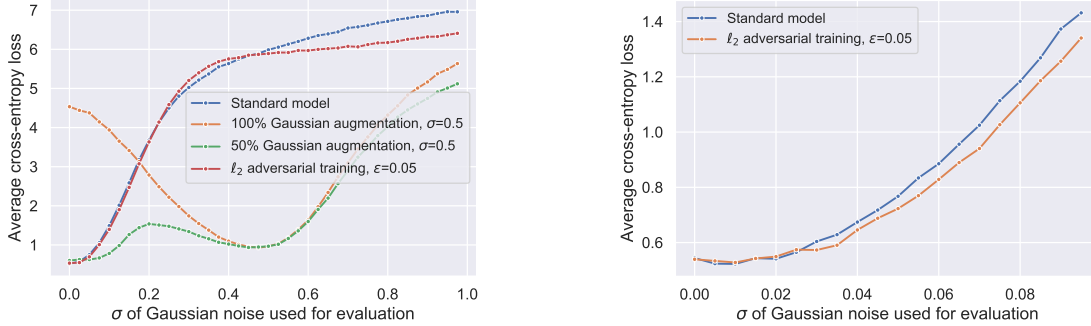 7
6
5
4
3
2
1
Average cross-entropy loss
Standard model
100% Gaussian augmentation, σ=0.5
50% Gaussian augmentation, σ=0.5
ℓ₂ adversarial training, ε=0.05
0.0 0.2 0.4 0.6 0.8 1.0
σ of Gaussian noise used for evaluation
1.4
1.2
1.0
0.8
0.6
Average cross-entropy loss
Standard model
ℓ₂ adversarial training, ε=0.05
0.00 0.02 0.04 0.06 0.08
σ of Gaussian noise used for evaluation